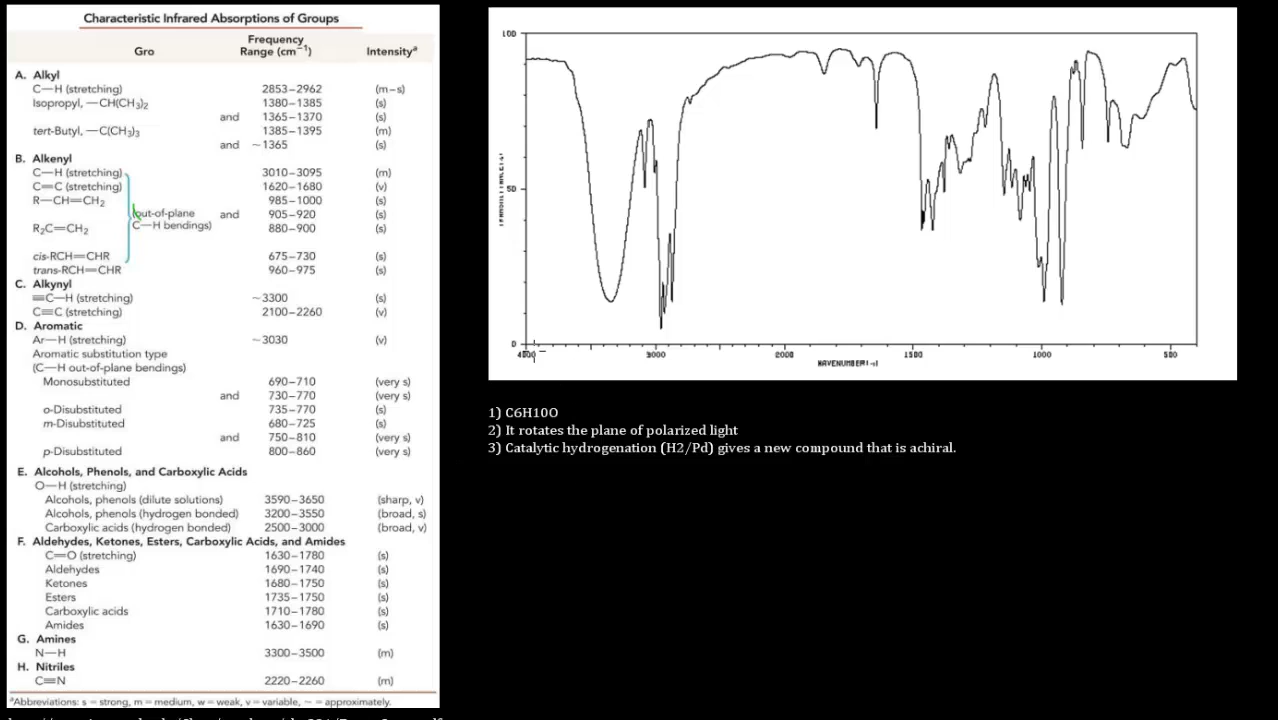 Characteristic Infrared Absorptions of Groups
Gro Frequency Range (cm⁻¹) Intensityᵃ
A. Alkyl
C—H (stretching) 2853–2962 (m–s)
Isopropyl, —CH(CH₃)₂ 1380–1385 (s)
and 1365–1370 (s)
tert-Butyl, —C(CH₃)₃ 1385–1395 (m)
and ~1365 (s)
B. Alkenyl
C—H (stretching) 3010–3095 (m)
C=C (stretching) 1620–1680 (v)
R—CH=CH₂ 985–1000 (s)
(out-of-plane and 905–920 (s)
R₂C=CH₂ C—H bendings) 880–900 (s)
cis-RCH=CHR 675–730 (s)
trans-RCH=CHR 960–975 (s)
C. Alkynyl
≡C—H (stretching) ~3300 (s)
C≡C (stretching) 2100–2260 (v)
D. Aromatic
Ar—H (stretching) ~3030 (v)
Aromatic substitution type
(C—H out-of-plane bendings)
Monosubstituted 690–710 (very s)
and 730–770 (very s)
o-Disubstituted 735–770 (s)
m-Disubstituted 680–725 (s)
and 750–810 (very s)
p-Disubstituted 800–860 (very s)
E. Alcohols, Phenols, and Carboxylic Acids
O—H (stretching)
Alcohols, phenols (dilute solutions) 3590–3650 (sharp, v)
Alcohols, phenols (hydrogen bonded) 3200–3550 (broad, s)
Carboxylic acids (hydrogen bonded) 2500–3000 (broad, v)
F. Aldehydes, Ketones, Esters, Carboxylic Acids, and Amides
C=O (stretching) 1630–1780 (s)
Aldehydes 1690–1740 (s)
Ketones 1680–1750 (s)
Esters 1735–1750 (s)
Carboxylic acids 1710–1780 (s)
Amides 1630–1690 (s)
G. Amines
N—H 3300–3500 (m)
H. Nitriles
C≡N 2220–2260 (m)
ᵃAbbreviations: s = strong, m = medium, w = weak, v = variable, ~ = approximately.
100
50
0
4000 3000 2000 1500 1000 500
1) C6H10O
2) It rotates the plane of polarized light
3) Catalytic hydrogenation (H2/Pd) gives a new compound that is achiral.